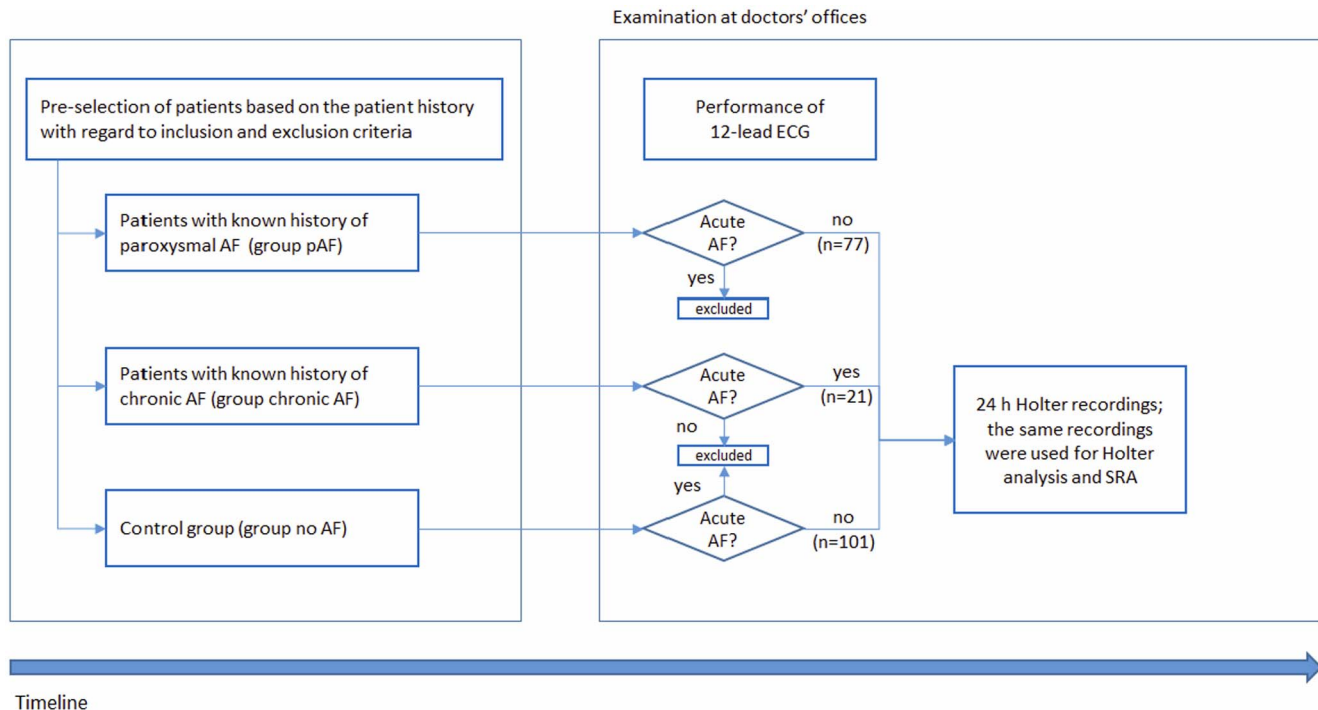 Examination at doctors' offices
Pre-selection of patients based on the patient history
with regard to inclusion and exclusion criteria
Performance of
12-lead ECG
Patients with known history of
paroxysmal AF (group pAF)
Acute
AF?
no
(n=77)
yes
excluded
Patients with known history of
chronic AF (group chronic AF)
Acute
AF?
yes
(n=21)
no
excluded
yes
24 h Holter recordings;
the same recordings
were used for Holter
analysis and SRA
Control group (group no AF)
Acute
AF?
no
(n=101)
Timeline